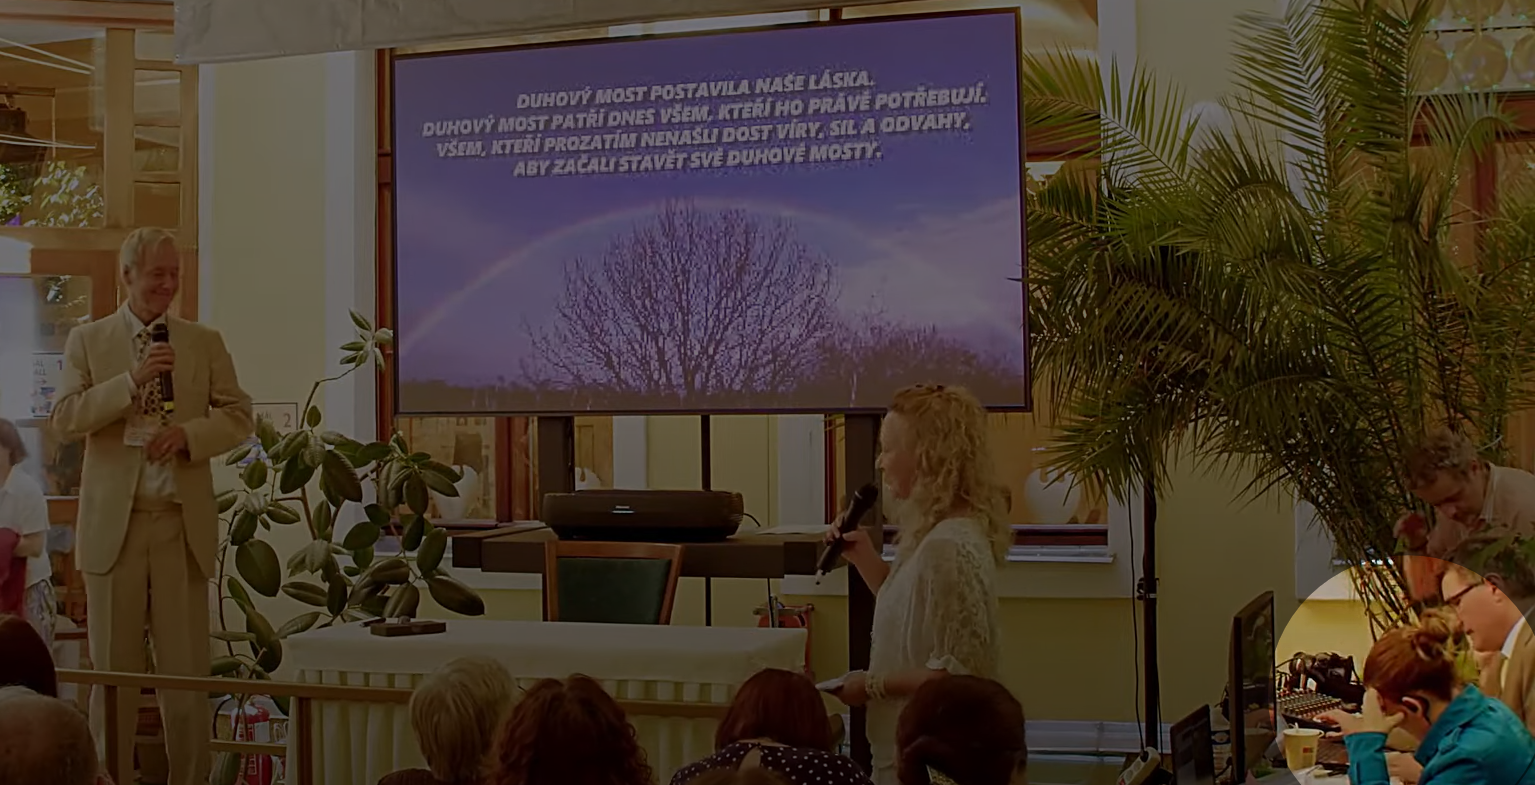 DUHOVÝ MOST POSTAVILA NAŠE LÁSKA.
DUHOVÝ MOST PATŘÍ DNES VŠEM, KTEŘÍ HO PRÁVĚ POTŘEBUJÍ.
VŠEM, KTEŘÍ PROZATÍM NENAŠLI DOST VÍRY, SIL A ODVAHY,
ABY ZAČALI STAVĚT SVÉ DUHOVÉ MOSTY.
2